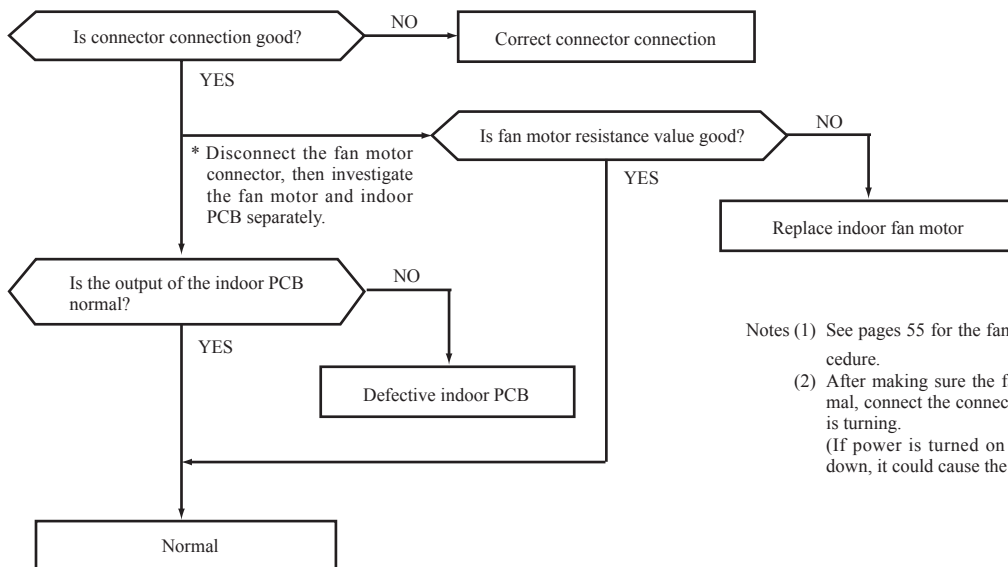 Is connector connection good?
NO
Correct connector connection
YES
Is fan motor resistance value good?
NO
* Disconnect the fan motor
connector, then investigate
the fan motor and indoor
PCB separately.
YES
Replace indoor fan motor
Is the output of the indoor PCB
normal?
NO
YES
Defective indoor PCB
Notes (1) See pages 55 for the fan
cedure.
(2) After making sure the f
mal, connect the connec
is turning.
(If power is turned on
down, it could cause the
Normal